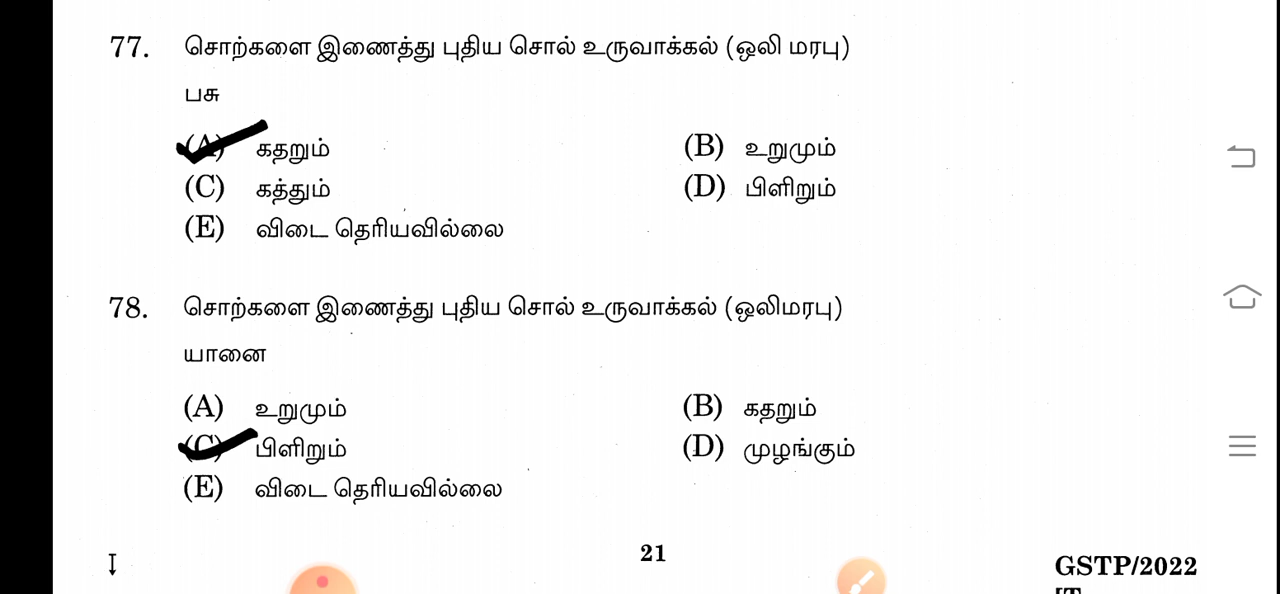 77. சொற்களை இணைத்து புதிய சொல் உருவாக்கல் (ஒலி மரபு)
பசு
(A) கதறும் (B) உறுமும்
(C) கத்தும் (D) பிளிறும்
(E) விடை தெரியவில்லை
78. சொற்களை இணைத்து புதிய சொல் உருவாக்கல் (ஒலிமரபு)
யானை
(A) உறுமும் (B) கதறும்
(C) பிளிறும் (D) முழங்கும்
(E) விடை தெரியவில்லை
21
GSTP/2022